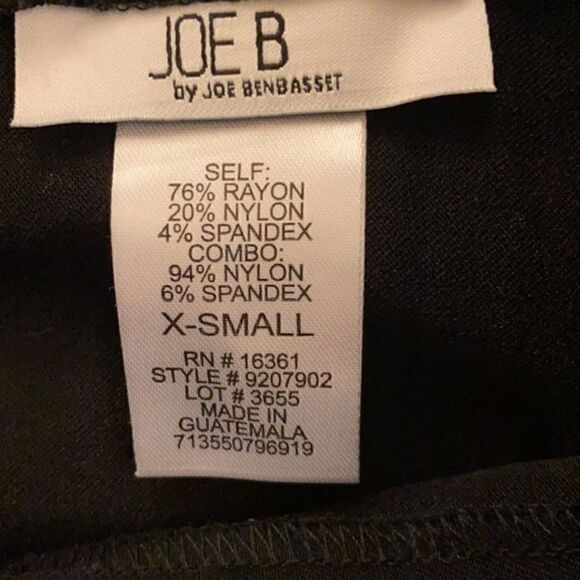 JOE B
by JOE BENBASSET
SELF:
76% RAYON
20% NYLON
4% SPANDEX
COMBO:
94% NYLON
6% SPANDEX
X-SMALL
RN # 16361
STYLE # 9207902
LOT # 3655
MADE IN
GUATEMALA
713550796919